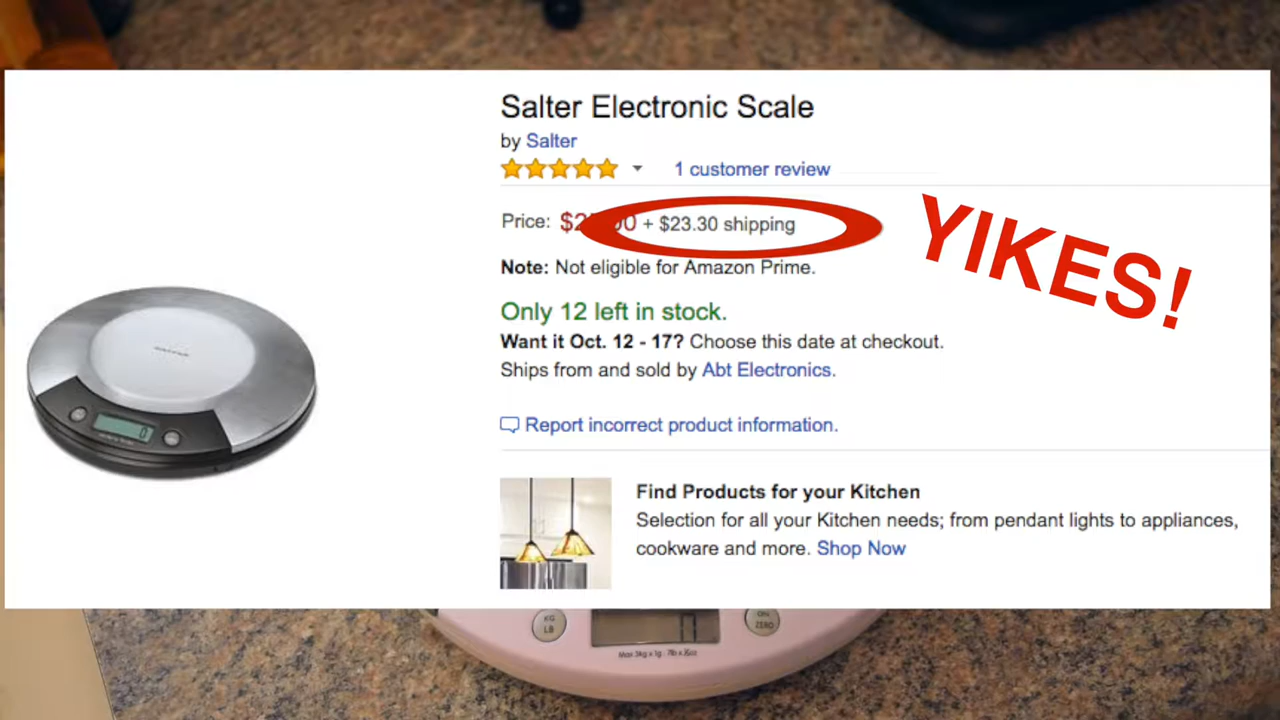 Salter Electronic Scale
by Salter
1 customer review
Price: + $23.30 shipping
YIKES!
Note: Not eligible for Amazon Prime.
Only 12 left in stock.
Want it Oct. 12 - 17? Choose this date at checkout.
Ships from and sold by Abt Electronics.
Report incorrect product information.
Find Products for your Kitchen
Selection for all your Kitchen needs; from pendant lights to appliances,
cookware and more. Shop Now
KG
LB
ZERO
Max 3kg x 1g